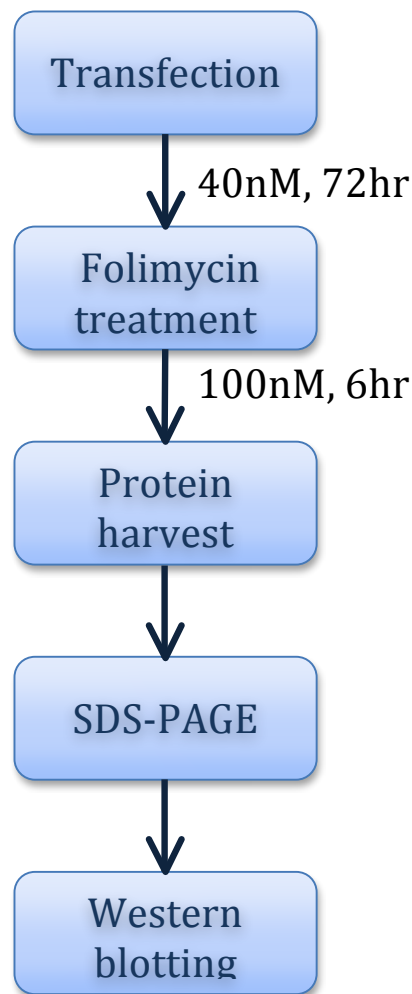 Transfection
40nM, 72hr
Folimycin
treatment
100nM, 6hr
Protein
harvest
SDS-PAGE
Western
blotting